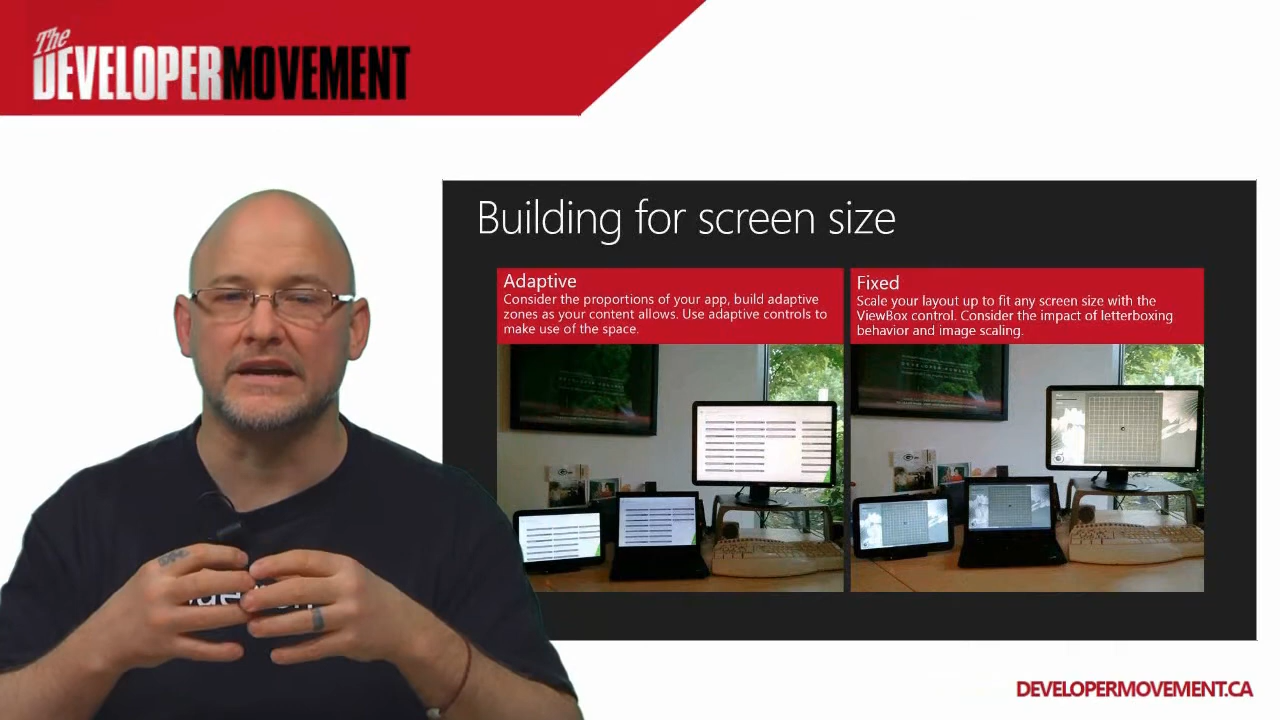 The
DEVELOPERMOVEMENT
Building for screen size
Adaptive
Consider the proportions of your app, build adaptive
zones as your content allows. Use adaptive controls to
make use of the space.
Fixed
Scale your layout up to fit any screen size with the
ViewBox control. Consider the impact of letterboxing
behavior and image scaling.
DEVELOPERMOVEMENT.CA